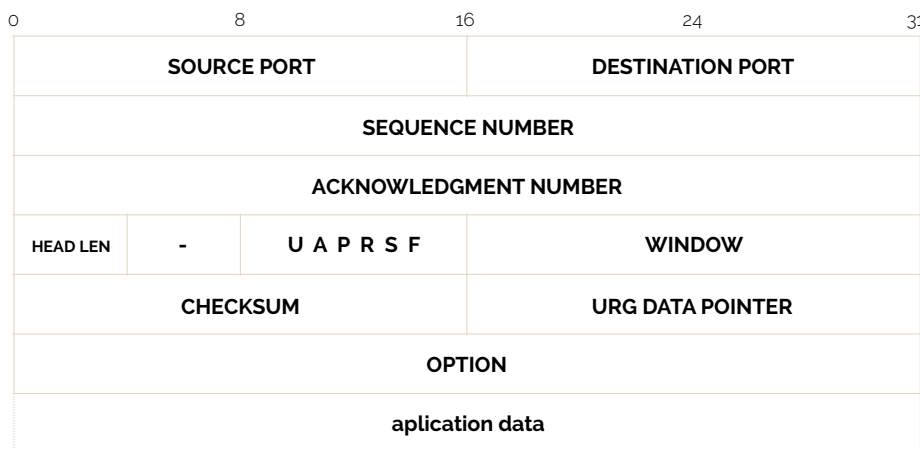 0 8 16 24 31
SOURCE PORT DESTINATION PORT
SEQUENCE NUMBER
ACKNOWLEDGMENT NUMBER
HEAD LEN - U A P R S F WINDOW
CHECKSUM URG DATA POINTER
OPTION
aplication data